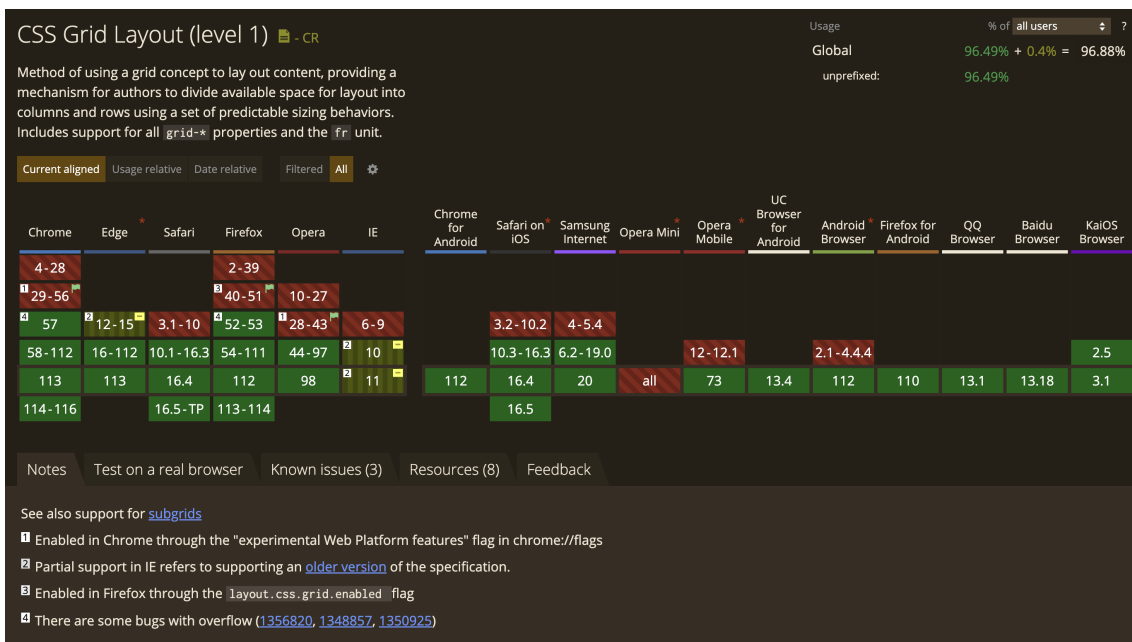 CSS Grid Layout (level 1) - CR
Usage % of all users ?
Global 96.49% + 0.4% = 96.88%
unprefixed: 96.49%
Method of using a grid concept to lay out content, providing a
mechanism for authors to divide available space for layout into
columns and rows using a set of predictable sizing behaviors.
Includes support for all grid-* properties and the fr unit.
Current aligned Usage relative Date relative Filtered All
Chrome Edge * Safari Firefox Opera IE Chrome for Android Safari on iOS * Samsung Internet Opera Mini * Opera Mobile * UC Browser for Android Android Browser * Firefox for Android QQ Browser Baidu Browser KaiOS Browser
4-28 2-39
1 29-56 3 40-51 10-27
4 57 2 12-15 3.1-10 4 52-53 1 28-43 6-9 3.2-10.2 4-5.4
58-112 16-112 10.1-16.3 54-111 44-97 2 10 10.3-16.3 6.2-19.0 12-12.1 2.1-4.4.4 2.5
113 113 16.4 112 98 2 11 112 16.4 20 all 73 13.4 112 110 13.1 13.18 3.1
114-116 16.5-TP 113-114 16.5
Notes Test on a real browser Known issues (3) Resources (8) Feedback
See also support for subgrids
1 Enabled in Chrome through the "experimental Web Platform features" flag in chrome://flags
2 Partial support in IE refers to supporting an older version of the specification.
3 Enabled in Firefox through the layout.css.grid.enabled flag
4 There are some bugs with overflow (1356820, 1348857, 1350925)